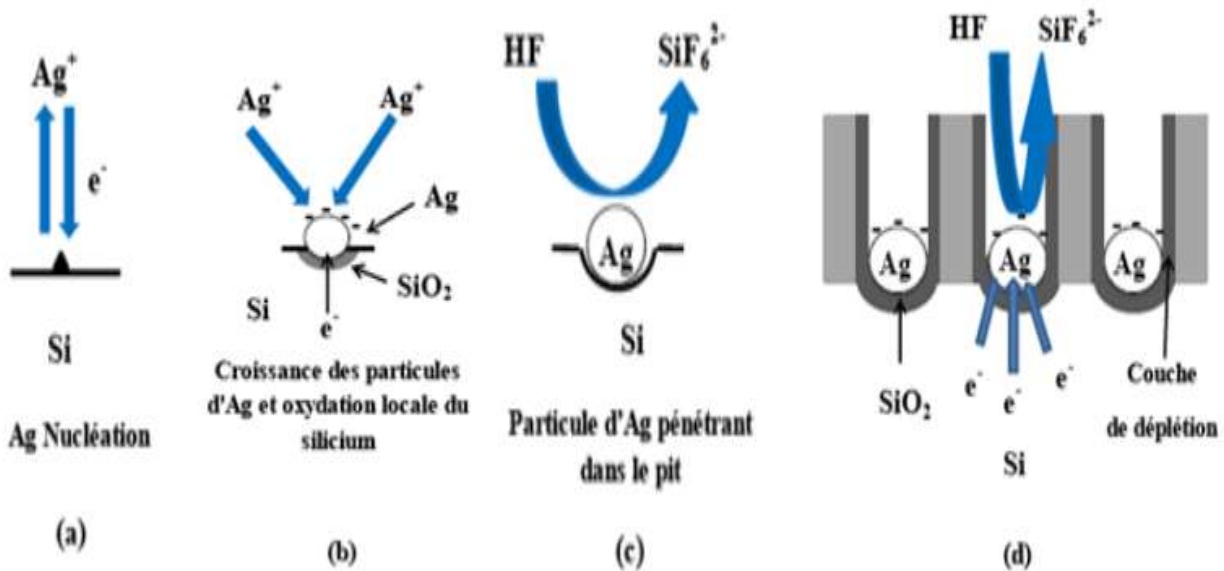 Ag⁺
e⁻
Si
Ag Nucléation
(a)
Ag⁺ Ag⁺
Ag
SiO₂
Si
e⁻
Croissance des particules
d'Ag et oxydation locale du
silicium
(b)
HF SiF₆²⁻
Ag
Si
Particule d'Ag pénétrant
dans le pit
(c)
HF SiF₆²⁻
Ag Ag Ag
e⁻ e⁻ e⁻
SiO₂
Couche
de déplétion
Si
(d)